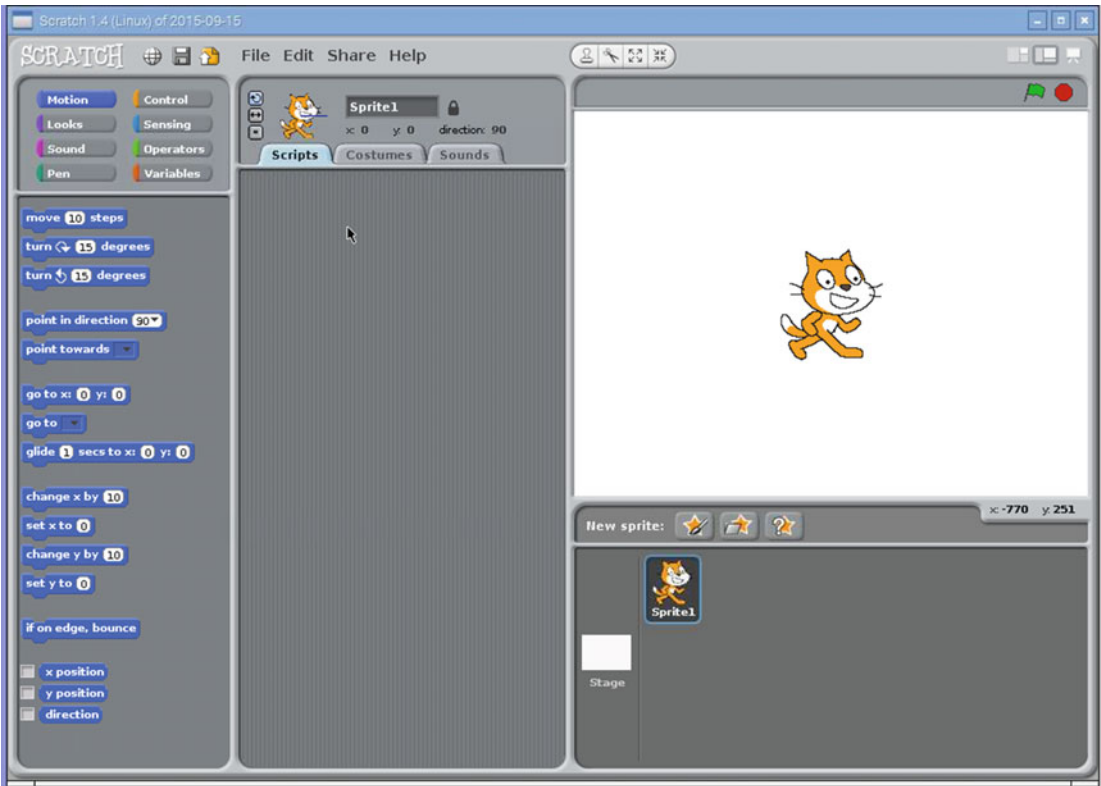 Scratch 1.4 (Linux) of 2015-09-15
SCRATCH File Edit Share Help
Motion Control
Looks Sensing
Sound Operators
Pen Variables
Sprite1
x: 0 y: 0 direction: 90
Scripts Costumes Sounds
move 10 steps
turn 15 degrees
turn 15 degrees
point in direction 90
point towards
go to x: 0 y: 0
go to
glide 1 secs to x: 0 y: 0
change x by 10
set x to 0
change y by 10
set y to 0
if on edge, bounce
x position
y position
direction
x: -770 y: 251
New sprite:
Sprite1
Stage